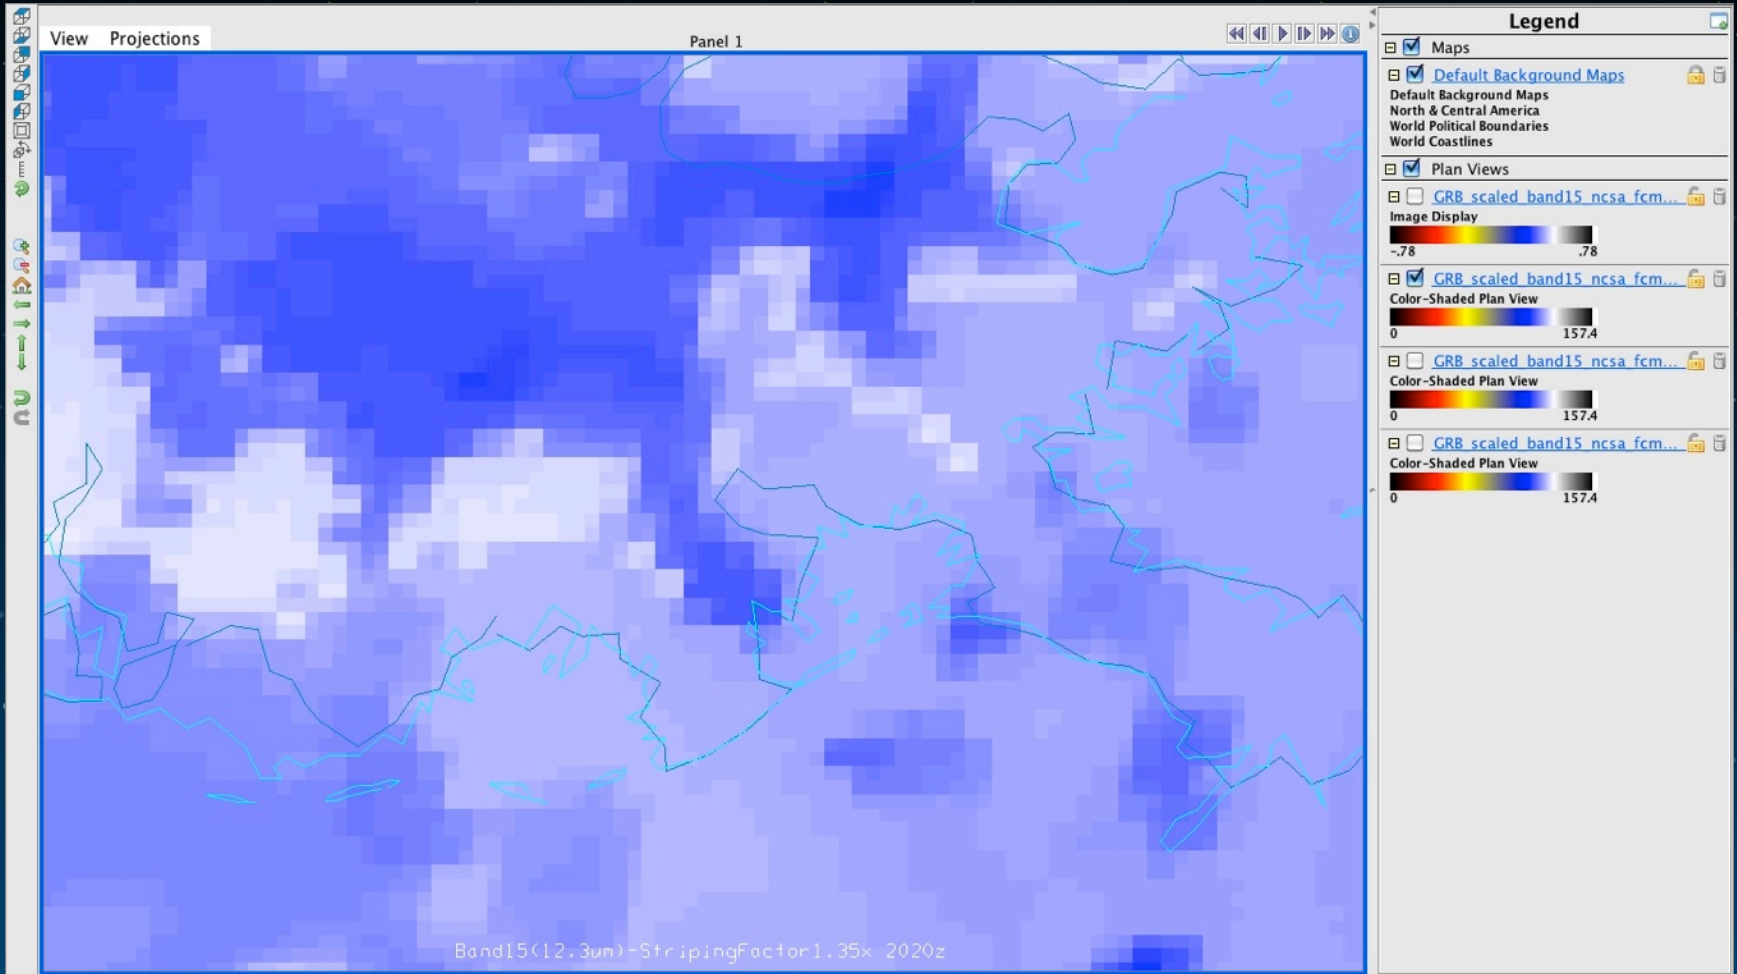 View Projections
Panel 1
Legend
Maps
Default Background Maps
Default Background Maps
North & Central America
World Political Boundaries
World Coastlines
Plan Views
GRB_scaled_band15_ncsa_fcm...
Image Display
-.78 .78
GRB_scaled_band15_ncsa_fcm...
Color-Shaded Plan View
0 157.4
GRB_scaled_band15_ncsa_fcm...
Color-Shaded Plan View
0 157.4
GRB_scaled_band15_ncsa_fcm...
Color-Shaded Plan View
0 157.4
Band15(12.3um)-StripingFactor1.35x 2020z